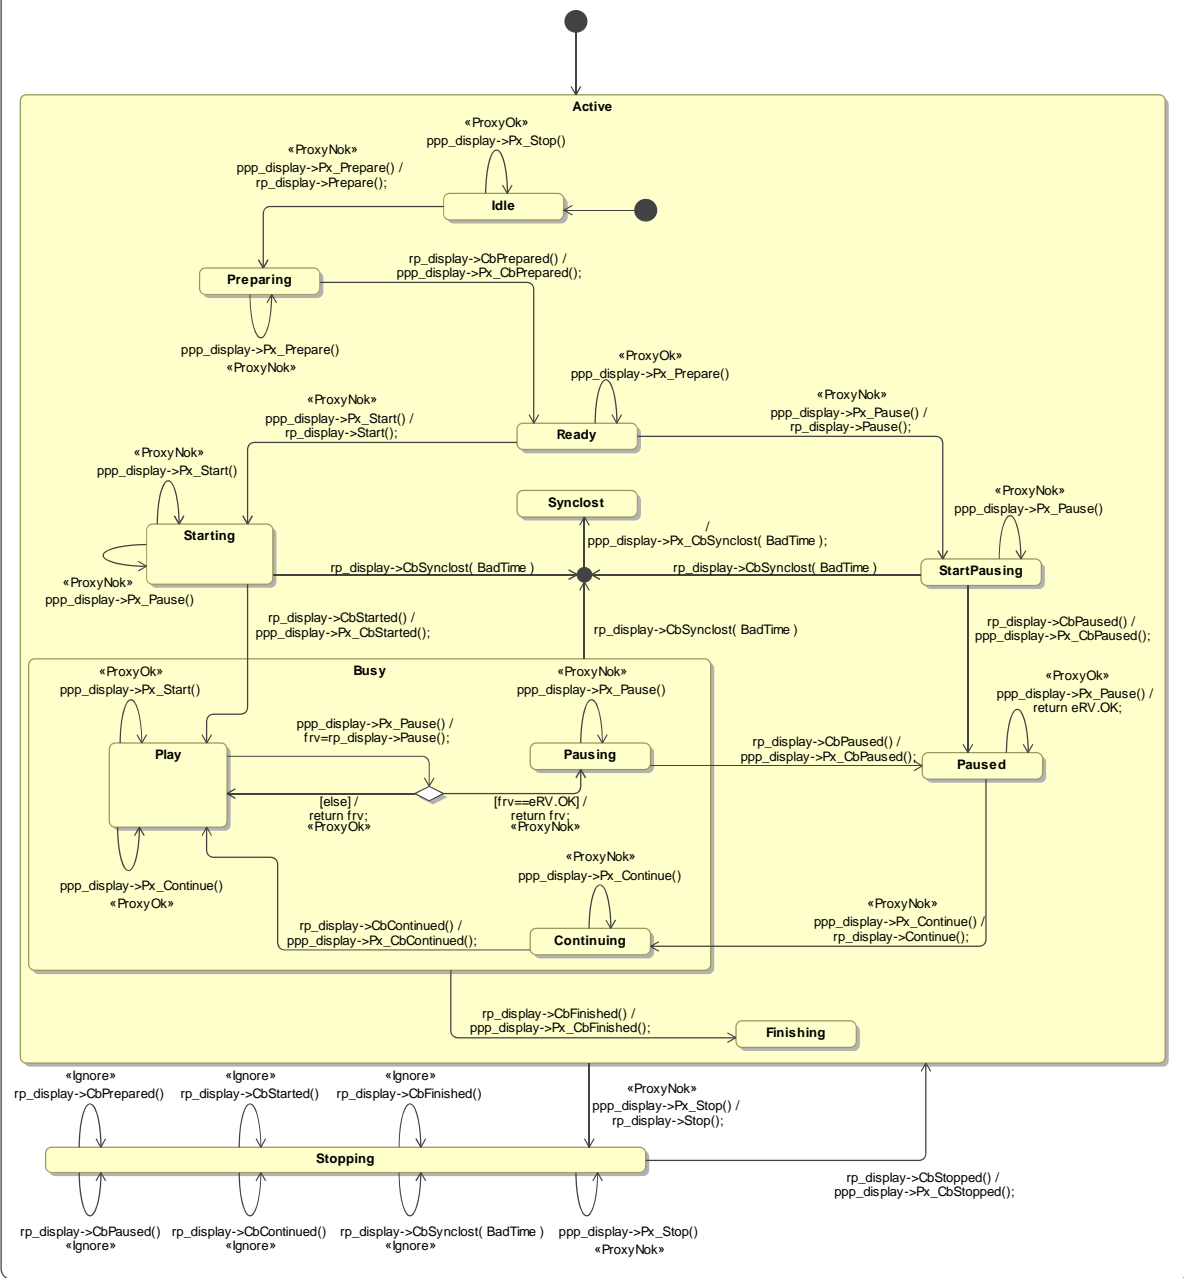 Active
«ProxyOk»
ppp_display->Px_Stop()
«ProxyNok»
ppp_display->Px_Prepare() /
rp_display->Prepare();
Idle
rp_display->CbPrepared() /
ppp_display->Px_CbPrepared();
Preparing
ppp_display->Px_Prepare()
«ProxyNok»
«ProxyOk»
ppp_display->Px_Prepare()
«ProxyNok»
ppp_display->Px_Start() /
rp_display->Start();
Ready
«ProxyNok»
ppp_display->Px_Pause() /
rp_display->Pause();
«ProxyNok»
ppp_display->Px_Start()
Synclost
«ProxyNok»
ppp_display->Px_Pause()
Starting
/
ppp_display->Px_CbSynclost( BadTime );
«ProxyNok»
ppp_display->Px_Pause()
rp_display->CbSynclost( BadTime )
rp_display->CbSynclost( BadTime )
StartPausing
rp_display->CbStarted() /
ppp_display->Px_CbStarted();
rp_display->CbSynclost( BadTime )
rp_display->CbPaused() /
ppp_display->Px_CbPaused();
Busy
«ProxyOk»
ppp_display->Px_Start()
«ProxyNok»
ppp_display->Px_Pause()
«ProxyOk»
ppp_display->Px_Pause() /
return eRV.OK;
ppp_display->Px_Pause() /
frv=rp_display->Pause();
Play
Pausing
rp_display->CbPaused() /
ppp_display->Px_CbPaused;
Paused
[else] /
return frv;
«ProxyOk»
[frv==eRV.OK] /
return frv;
«ProxyNok»
ppp_display->Px_Continue()
«ProxyOk»
«ProxyNok»
ppp_display->Px_Continue()
rp_display->CbContinued() /
ppp_display->Px_CbContinued();
Continuing
«ProxyNok»
ppp_display->Px_Continue() /
rp_display->Continue();
rp_display->CbFinished() /
ppp_display->Px_CbFinished();
Finishing
«Ignore»
rp_display->CbPrepared()
«Ignore»
rp_display->CbStarted()
«Ignore»
rp_display->CbFinished()
«ProxyNok»
ppp_display->Px_Stop() /
rp_display->Stop();
Stopping
rp_display->CbStopped() /
ppp_display->Px_CbStopped();
rp_display->CbPaused()
«Ignore»
rp_display->CbContinued()
«Ignore»
rp_display->CbSynclost( BadTime )
«Ignore»
ppp_display->Px_Stop()
«ProxyNok»